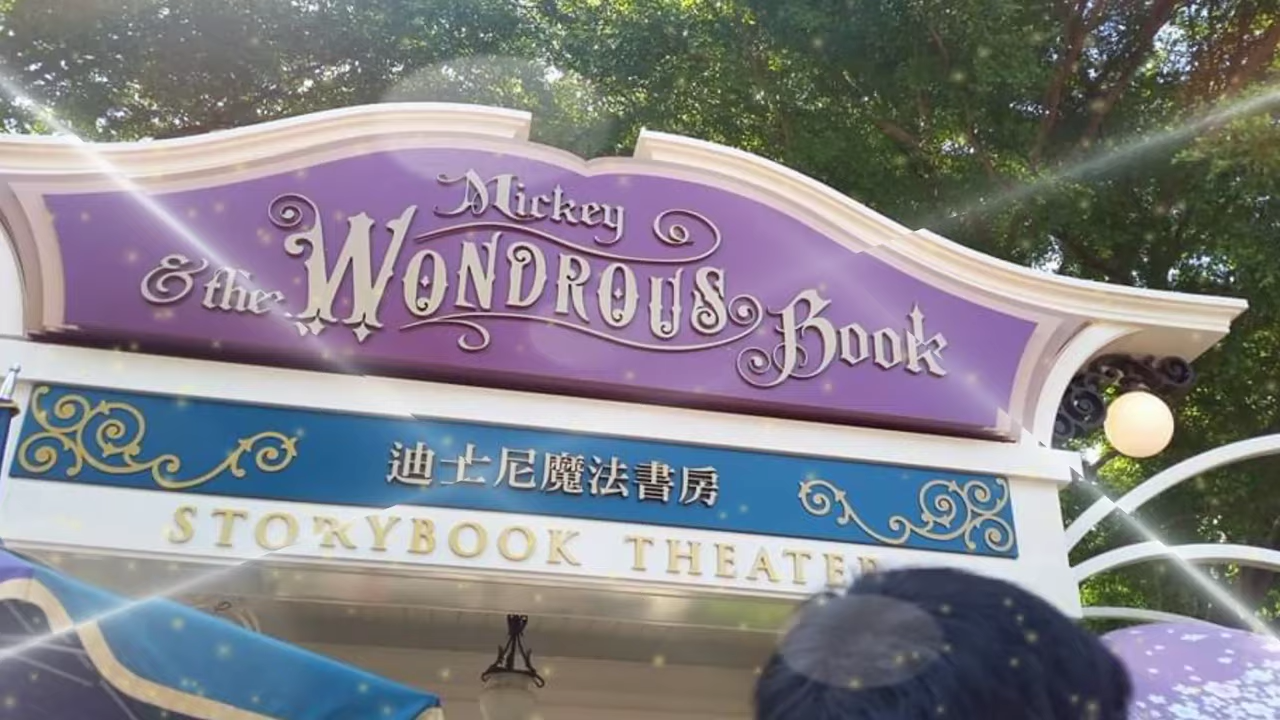 Mickey
& the WONDROUS Book
迪士尼魔法書房
STORYBOOK THEATER